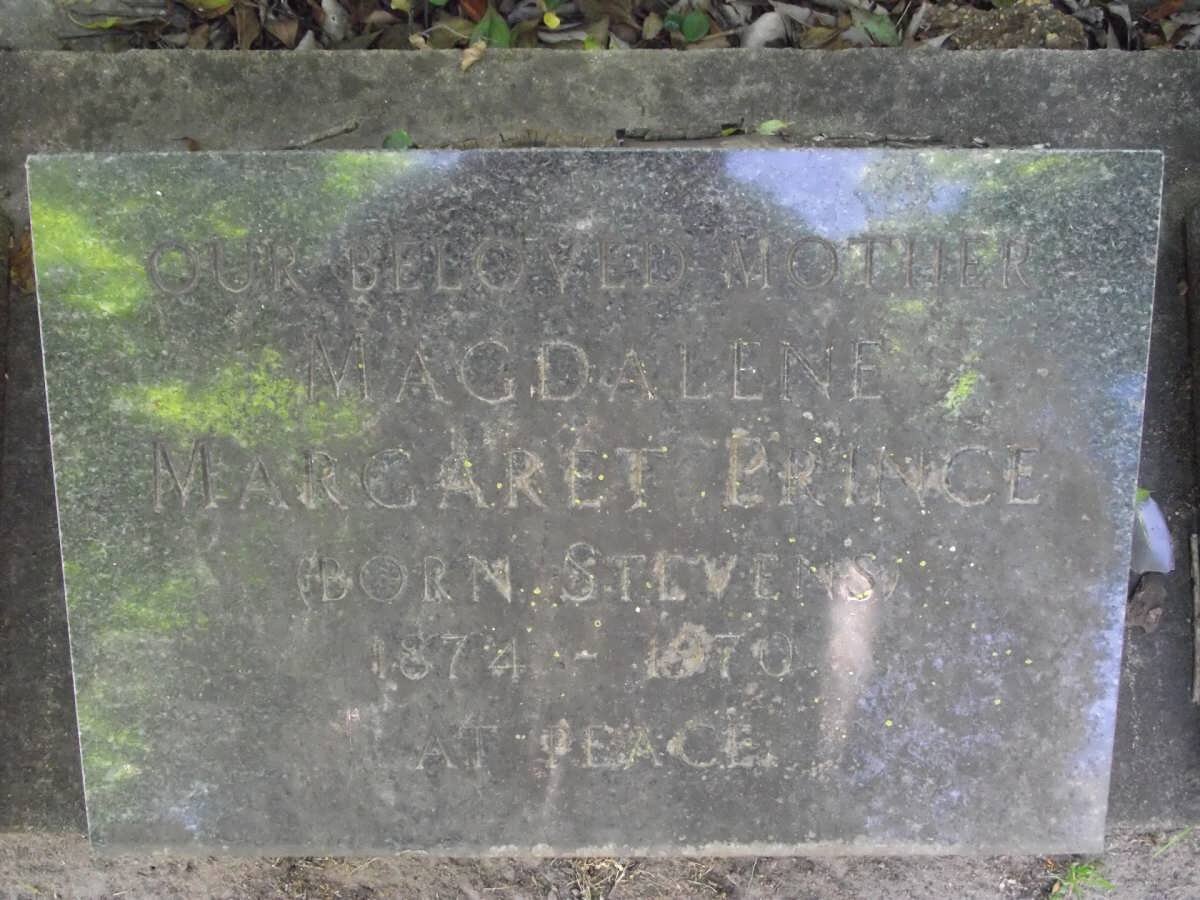 OUR BELOVED MOTHER
MAGDALENE
MARGARET PRINCE
(BORN STEVENS)
1874 - 1970
AT PEACE.